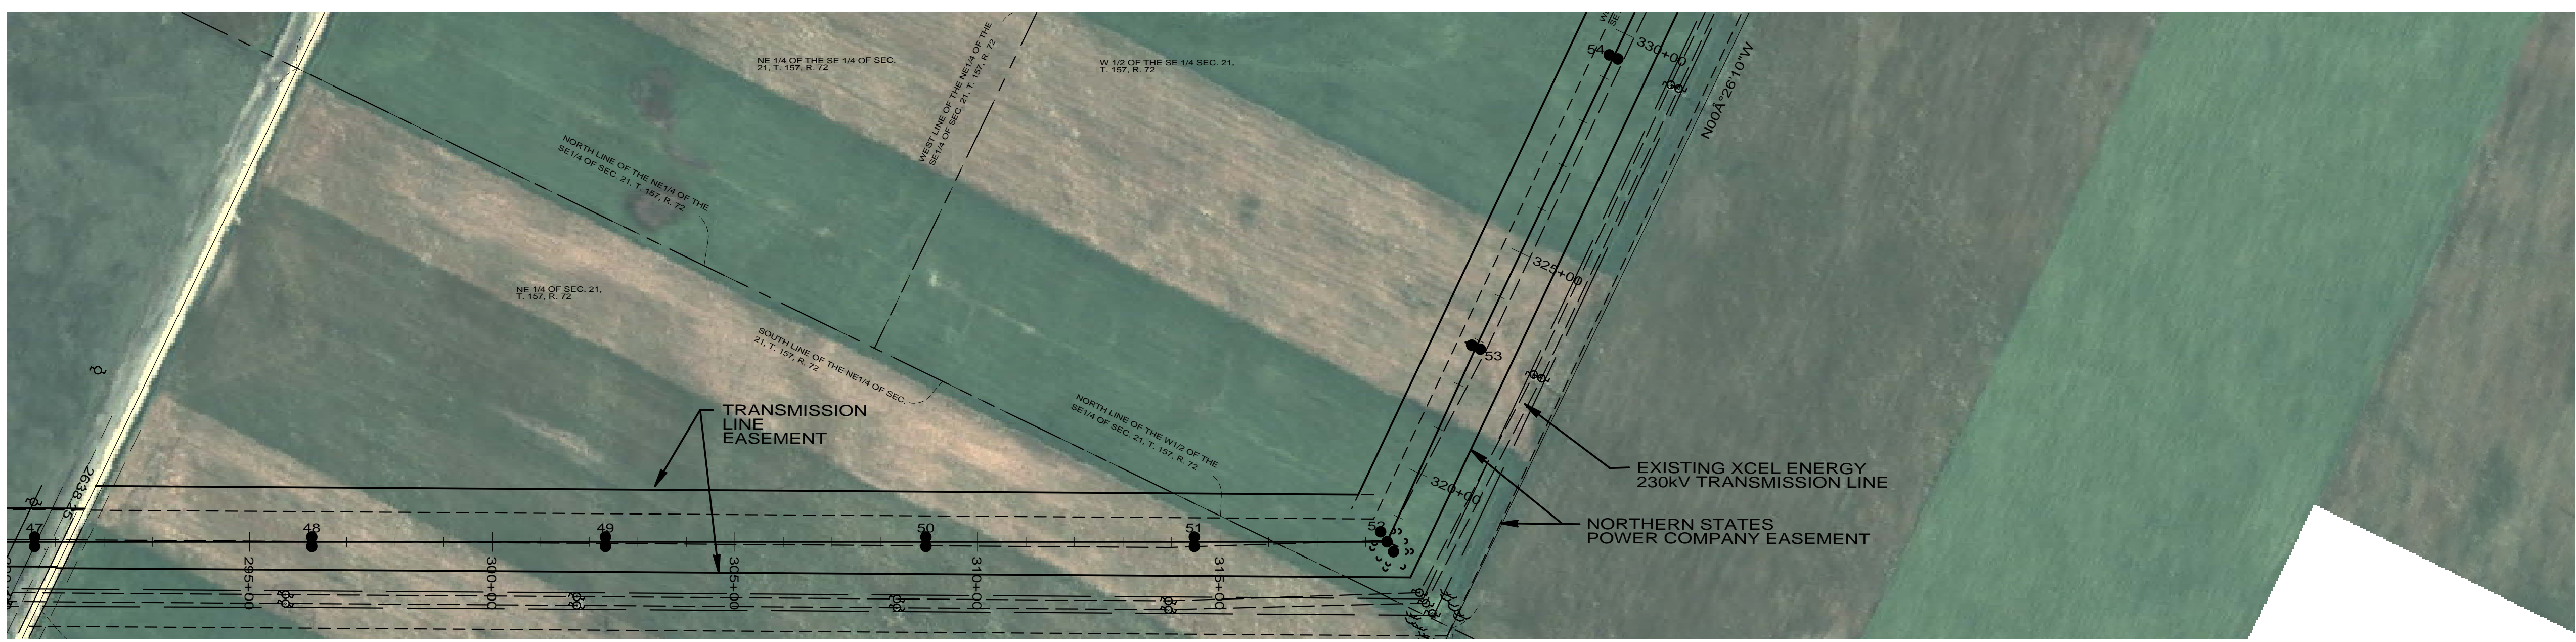 NE 1/4 OF THE SE 1/4 OF SEC.
21, T. 157, R. 72
WEST LINE OF THE NE1/4 OF THE
SE1/4 OF SEC. 21, T. 157, R. 72
W 1/2 OF THE SE 1/4 SEC. 21,
T. 157, R. 72
54
330+00
N00Â°26'10"W
NORTH LINE OF THE NE1/4 OF THE
SE1/4 OF SEC. 21, T. 157, R. 72
325+00
NE 1/4 OF SEC. 21,
T. 157, R. 72
SOUTH LINE OF THE NE1/4 OF SEC.
21, T. 157, R. 72
53
NORTH LINE OF THE W1/2 OF THE
SE1/4 OF SEC. 21, T. 157, R. 72
TRANSMISSION
LINE
EASEMENT
EXISTING XCEL ENERGY
230kV TRANSMISSION LINE
320+00
2638.25
NORTHERN STATES
POWER COMPANY EASEMENT
47
48
49
50
51
52
295+00
300+00
305+00
310+00
315+00